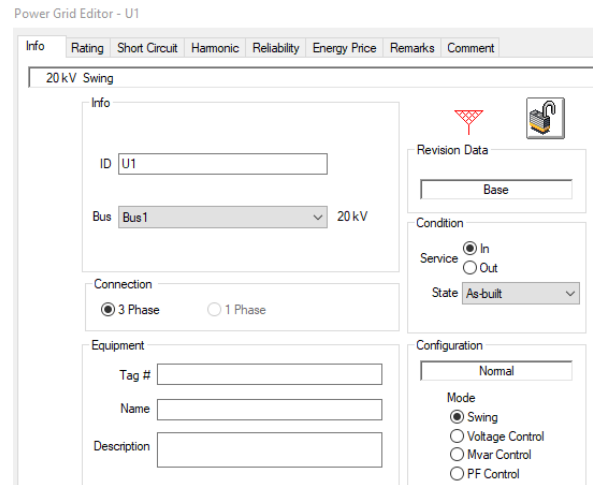 Power Grid Editor - U1
Info Rating Short Circuit Harmonic Reliability Energy Price Remarks Comment
20 kV Swing
Info
ID U1
Bus Bus1 20 kV
Connection
3 Phase 1 Phase
Equipment
Tag #
Name
Description
Revision Data
Base
Condition
Service In
Out
State As-built
Configuration
Normal
Mode
Swing
Voltage Control
Mvar Control
PF Control